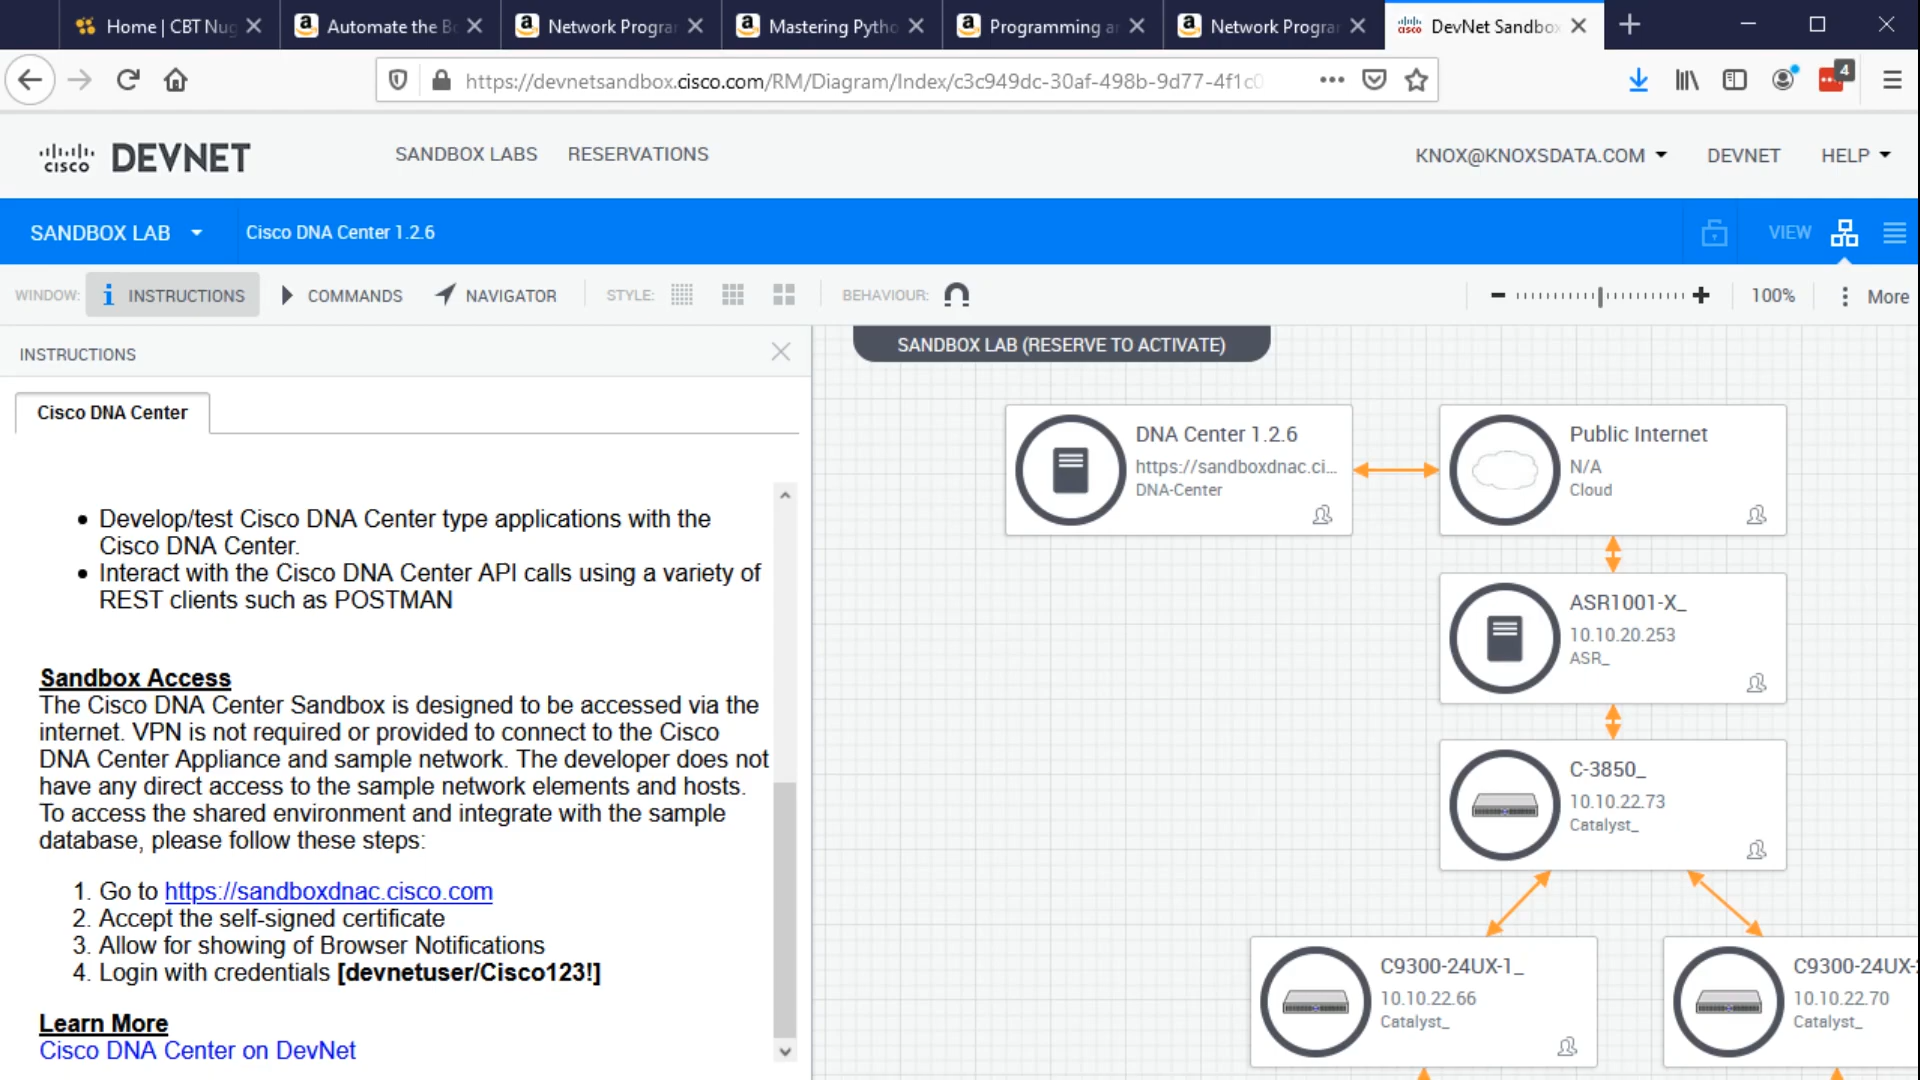 Home | CBT Nug
Automate the Bo
Network Program
Mastering Pytho
Programming an
Network Program
DevNet Sandbox
https://devnetsandbox.cisco.com/RM/Diagram/Index/c3c949dc-30af-498b-9d77-4f1c0
4
cisco DEVNET
SANDBOX LABS
RESERVATIONS
KNOX@KNOXSDATA.COM
DEVNET
HELP
SANDBOX LAB
Cisco DNA Center 1.2.6
VIEW
WINDOW:
INSTRUCTIONS
COMMANDS
NAVIGATOR
STYLE:
BEHAVIOUR:
100%
More
INSTRUCTIONS
Cisco DNA Center
• Develop/test Cisco DNA Center type applications with the
Cisco DNA Center.
• Interact with the Cisco DNA Center API calls using a variety of
REST clients such as POSTMAN
Sandbox Access
The Cisco DNA Center Sandbox is designed to be accessed via the
internet. VPN is not required or provided to connect to the Cisco
DNA Center Appliance and sample network. The developer does not
have any direct access to the sample network elements and hosts.
To access the shared environment and integrate with the sample
database, please follow these steps:
1. Go to https://sandboxdnac.cisco.com
2. Accept the self-signed certificate
3. Allow for showing of Browser Notifications
4. Login with credentials [devnetuser/Cisco123!]
Learn More
Cisco DNA Center on DevNet
SANDBOX LAB (RESERVE TO ACTIVATE)
DNA Center 1.2.6
https://sandboxdnac.ci...
DNA-Center
Public Internet
N/A
Cloud
ASR1001-X_
10.10.20.253
ASR_
C-3850_
10.10.22.73
Catalyst_
C9300-24UX-1_
10.10.22.66
Catalyst_
C9300-24UX-2
10.10.22.70
Catalyst_